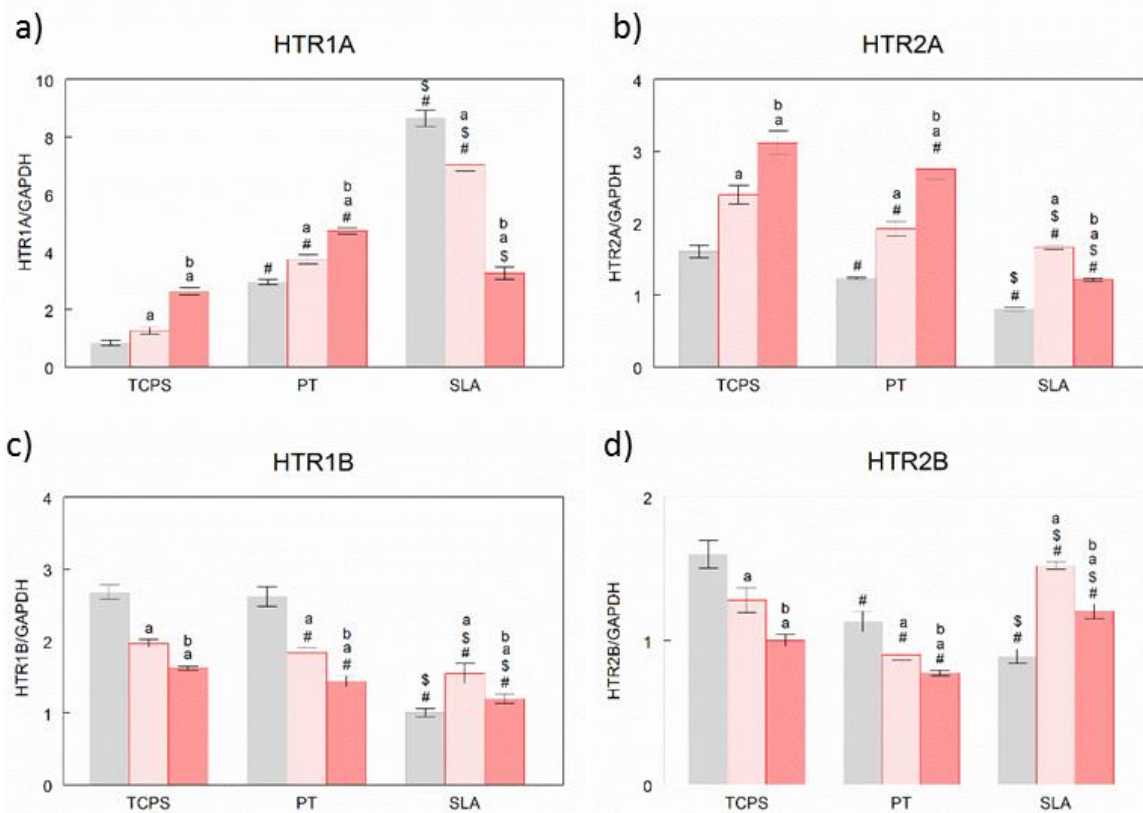 a)
HTR1A
HTR1A/GAPDH
10
8
6
4
2
0
a
b
a
#
a
#
b
a
#
$
#
a
$
#
b
a
$
TCPS
PT
SLA
b)
HTR2A
HTR2A/GAPDH
4
3
2
1
0
a
b
a
#
a
#
b
a
#
$
#
a
$
#
b
a
$
#
TCPS
PT
SLA
c)
HTR1B
HTR1B/GAPDH
4
3
2
1
0
a
b
a
a
#
b
a
#
$
#
a
$
#
b
a
$
#
TCPS
PT
SLA
d)
HTR2B
HTR2B/GAPDH
2
1
0
a
b
a
#
a
#
b
a
#
$
#
a
$
#
b
a
$
#
TCPS
PT
SLA